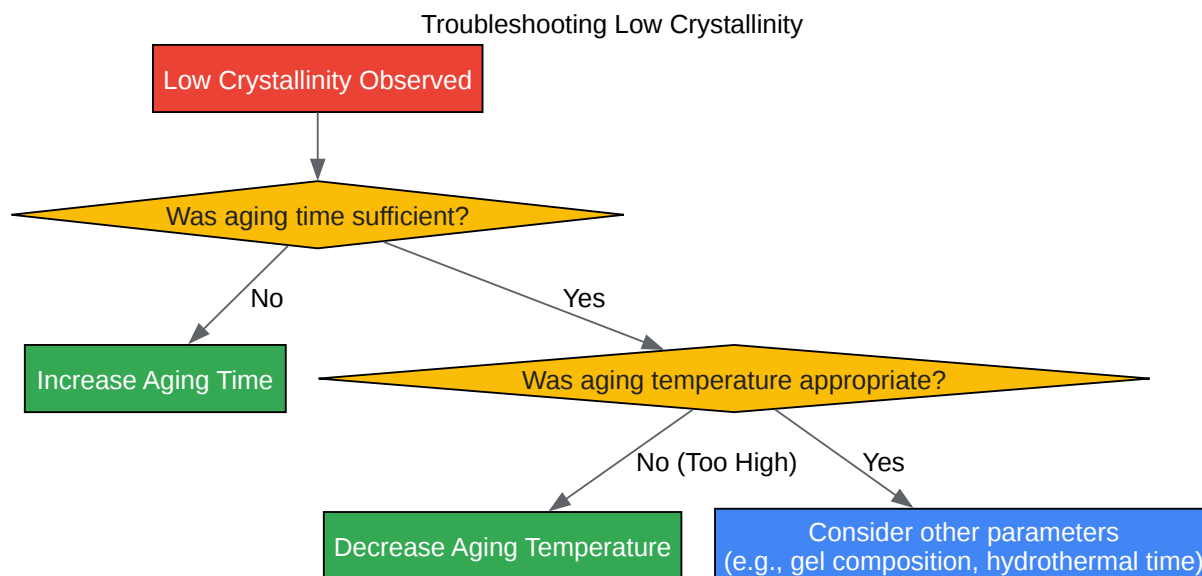 Troubleshooting Low Crystallinity
Low Crystallinity Observed
Was aging time sufficient?
No
Yes
Increase Aging Time
Was aging temperature appropriate?
No (Too High)
Yes
Decrease Aging Temperature
Consider other parameters
(e.g., gel composition, hydrothermal time)